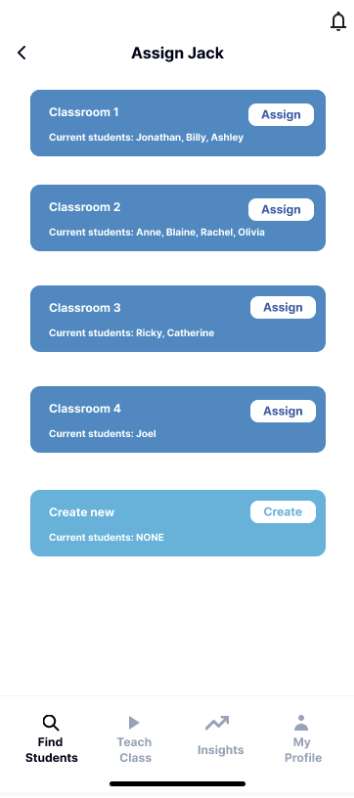 Assign Jack
Classroom 1
Assign
Current students: Jonathan, Billy, Ashley
Classroom 2
Assign
Current students: Anne, Blaine, Rachel, Olivia
Classroom 3
Assign
Current students: Ricky, Catherine
Classroom 4
Assign
Current students: Joel
Create new
Create
Current students: NONE
Find
Students
Teach
Class
Insights
My
Profile